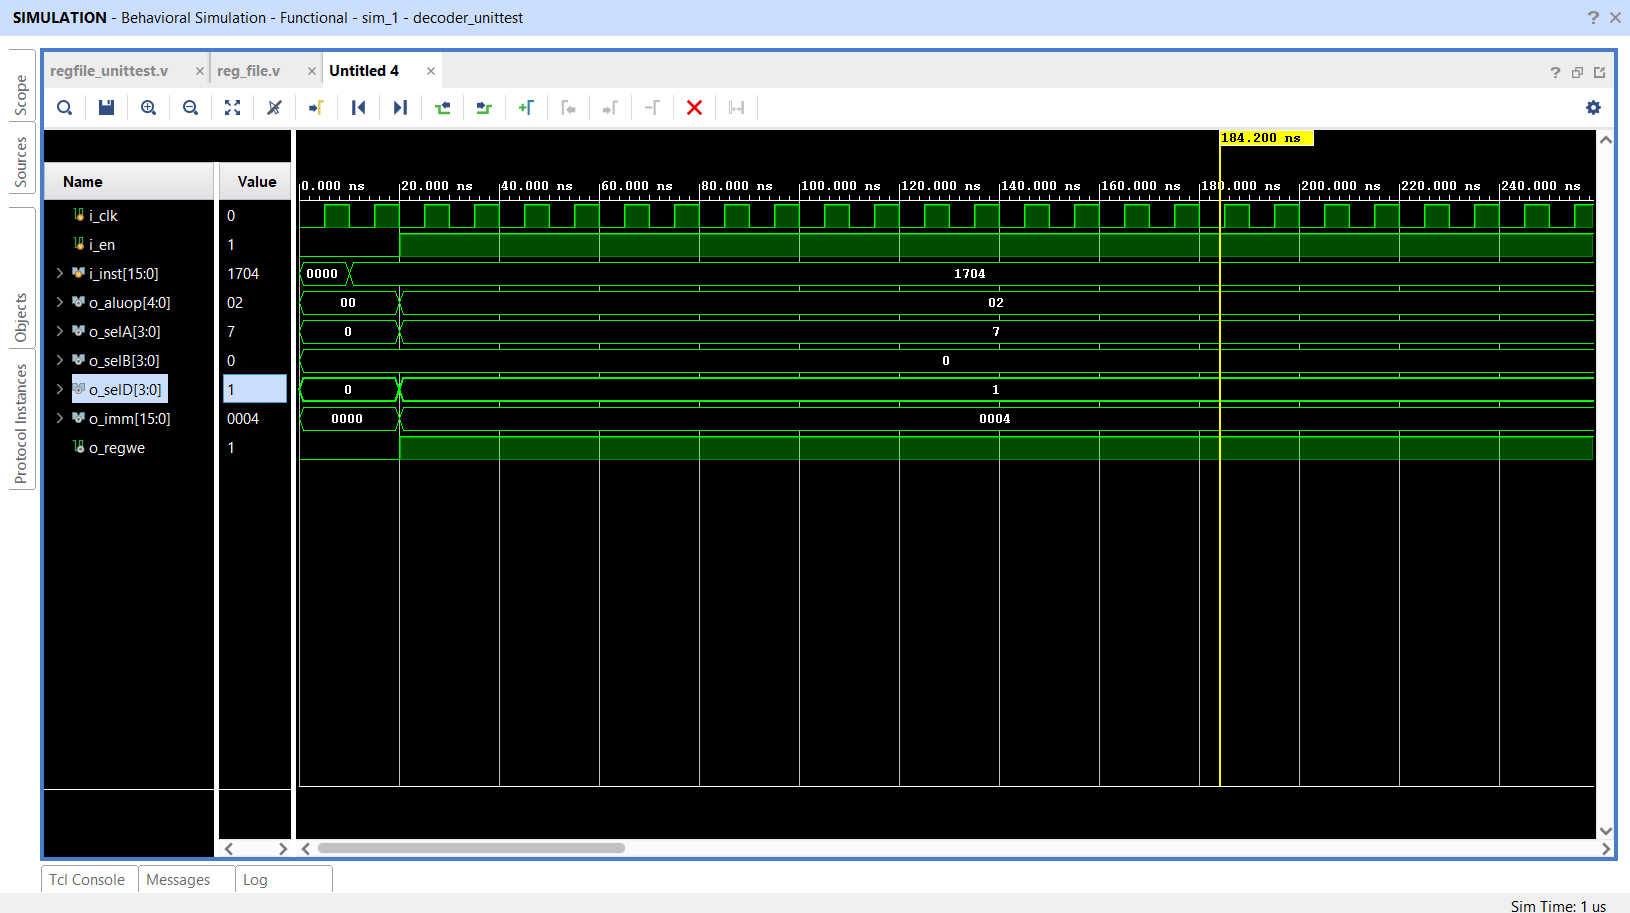 SIMULATION - Behavioral Simulation - Functional - sim_1 - decoder_unittest
? ×
Scope
Sources
Objects
Protocol Instances
regfile_unittest.v ×
reg_file.v ×
Untitled 4 ×
?
184.200 ns
Name Value
0.000 ns 20.000 ns 40.000 ns 60.000 ns 80.000 ns 100.000 ns 120.000 ns 140.000 ns 160.000 ns 180.000 ns 200.000 ns 220.000 ns 240.000 ns
i_clk 0
i_en 1
i_inst[15:0] 1704 0000 1704
o_aluop[4:0] 02 00 02
o_selA[3:0] 7 0 7
o_selB[3:0] 0 0
o_selD[3:0] 1 0 1
o_imm[15:0] 0004 0000 0004
o_regwe 1
Tcl Console Messages Log
Sim Time: 1 us